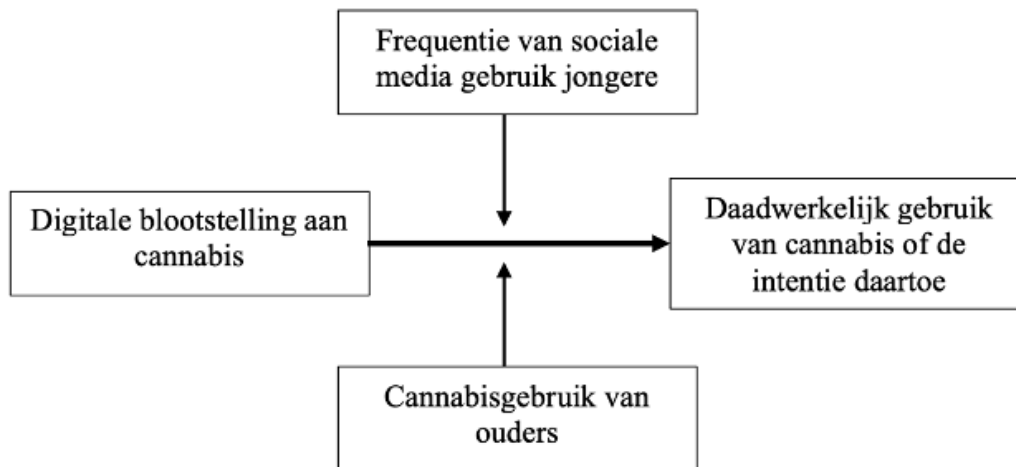 Frequentie van sociale
media gebruik jongere
Digitale blootstelling aan
cannabis
Daadwerkelijk gebruik
van cannabis of de
intentie daartoe
Cannabisgebruik van
ouders